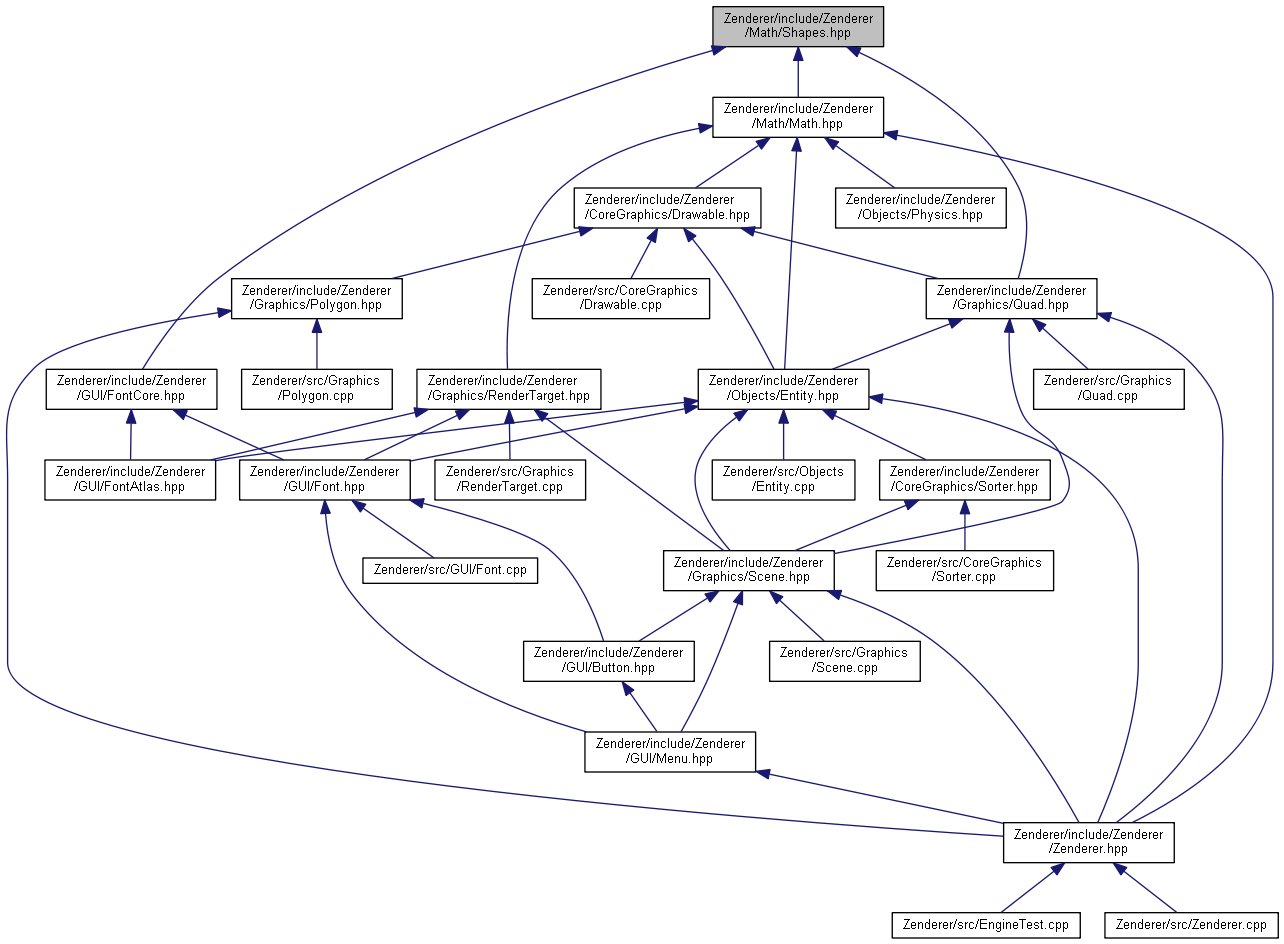 Zenderer/include/Zenderer
/Math/Shapes.hpp
Zenderer/include/Zenderer
/Math/Math.hpp
Zenderer/include/Zenderer
/CoreGraphics/Drawable.hpp
Zenderer/include/Zenderer
/Objects/Physics.hpp
Zenderer/include/Zenderer
/Graphics/Polygon.hpp
Zenderer/src/CoreGraphics
/Drawable.cpp
Zenderer/include/Zenderer
/Graphics/Quad.hpp
Zenderer/include/Zenderer
/GUI/FontCore.hpp
Zenderer/src/Graphics
/Polygon.cpp
Zenderer/include/Zenderer
/Graphics/RenderTarget.hpp
Zenderer/include/Zenderer
/Objects/Entity.hpp
Zenderer/src/Graphics
/Quad.cpp
Zenderer/include/Zenderer
/GUI/FontAtlas.hpp
Zenderer/include/Zenderer
/GUI/Font.hpp
Zenderer/src/Graphics
/RenderTarget.cpp
Zenderer/src/Objects
/Entity.cpp
Zenderer/include/Zenderer
/CoreGraphics/Sorter.hpp
Zenderer/src/GUI/Font.cpp
Zenderer/include/Zenderer
/Graphics/Scene.hpp
Zenderer/src/CoreGraphics
/Sorter.cpp
Zenderer/include/Zenderer
/GUI/Button.hpp
Zenderer/src/Graphics
/Scene.cpp
Zenderer/include/Zenderer
/GUI/Menu.hpp
Zenderer/include/Zenderer
/Zenderer.hpp
Zenderer/src/EngineTest.cpp
Zenderer/src/Zenderer.cpp